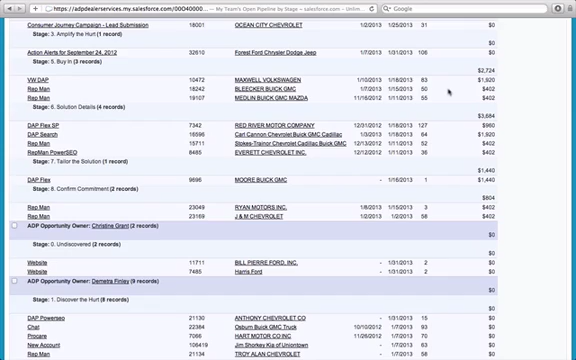 adpdealerservices.my.salesforce.com/00O40000... My Team's Open Pipeline by Stage ~ Salesforce
Google
Consumer Journey Campaign - Lead Submission 18001 OCEAN CITY CHEVROLET 1/2/2013 1/25/2013 31 $0
Stage: 3. Amplify the Hurt (1 record)
$0
Action Alerts for September 24, 2012 32610 Forest Ford Chrysler Dodge Jeep - 1/31/2013 106 $0
Stage: 5. Buy In (3 records)
$2,724
VW DAP 10472 MAXWELL VOLKSWAGEN 1/10/2013 1/18/2013 83 $1,920
Rep Man 18242 BLEECKER BUICK GMC 1/7/2013 1/15/2013 50 $402
Rep Man 19107 MEDLIN BUICK GMC MAZDA 11/16/2012 1/11/2013 55 $402
Stage: 6. Solution Details (4 records)
$3,684
DAP Flex SP 7342 RED RIVER MOTOR COMPANY 12/31/2012 1/18/2013 127 $960
DAP Search 16596 Carl Cannon Chevrolet Buick GMC Cadillac 1/3/2013 1/18/2013 64 $1,920
Rep Man 15711 Stokes-Trainor Chevrolet Cadillac Buick GMC 12/31/2012 1/11/2013 52 $402
RepMan PowerSEO 8485 EVERETT CHEVROLET INC. 12/12/2012 1/31/2013 36 $402
Stage: 7. Tailor the Solution (1 record)
$1,440
DAP Flex 9696 MOORE BUICK GMC - 1/16/2013 1 $1,440
Stage: 8. Confirm Commitment (2 records)
$804
Rep Man 23049 RYAN MOTORS INC. 1/8/2013 1/15/2013 3 $402
Rep Man 23169 J & M CHEVROLET 1/2/2013 1/18/2013 58 $402
ADP Opportunity Owner: Christine Grant (2 records)
$0
Stage: 0. Undiscovered (2 records)
$0
Website 11711 BILL PIERRE FORD, INC. - 1/31/2013 2 $0
Website 7485 Harris Ford - 1/31/2013 2 $0
ADP Opportunity Owner: Demetra Finley (9 records)
$0
Stage: 1. Discover the Hurt (8 records)
$0
DAP Powerseo 21130 ANTHONY CHEVROLET CO - 1/31/2013 15 $0
Chat 22384 Osburn Buick GMC Truck 10/10/2012 1/7/2013 93 $0
Procare 7066 HART MOTOR CO INC 11/26/2012 1/7/2013 70 $0
New Account 106419 Jim Shorkey Kia of Uniontown - 1/31/2013 63 $0
Rep Man 21134 TROY ALAN CHEVROLET - 1/31/2013 58 $0